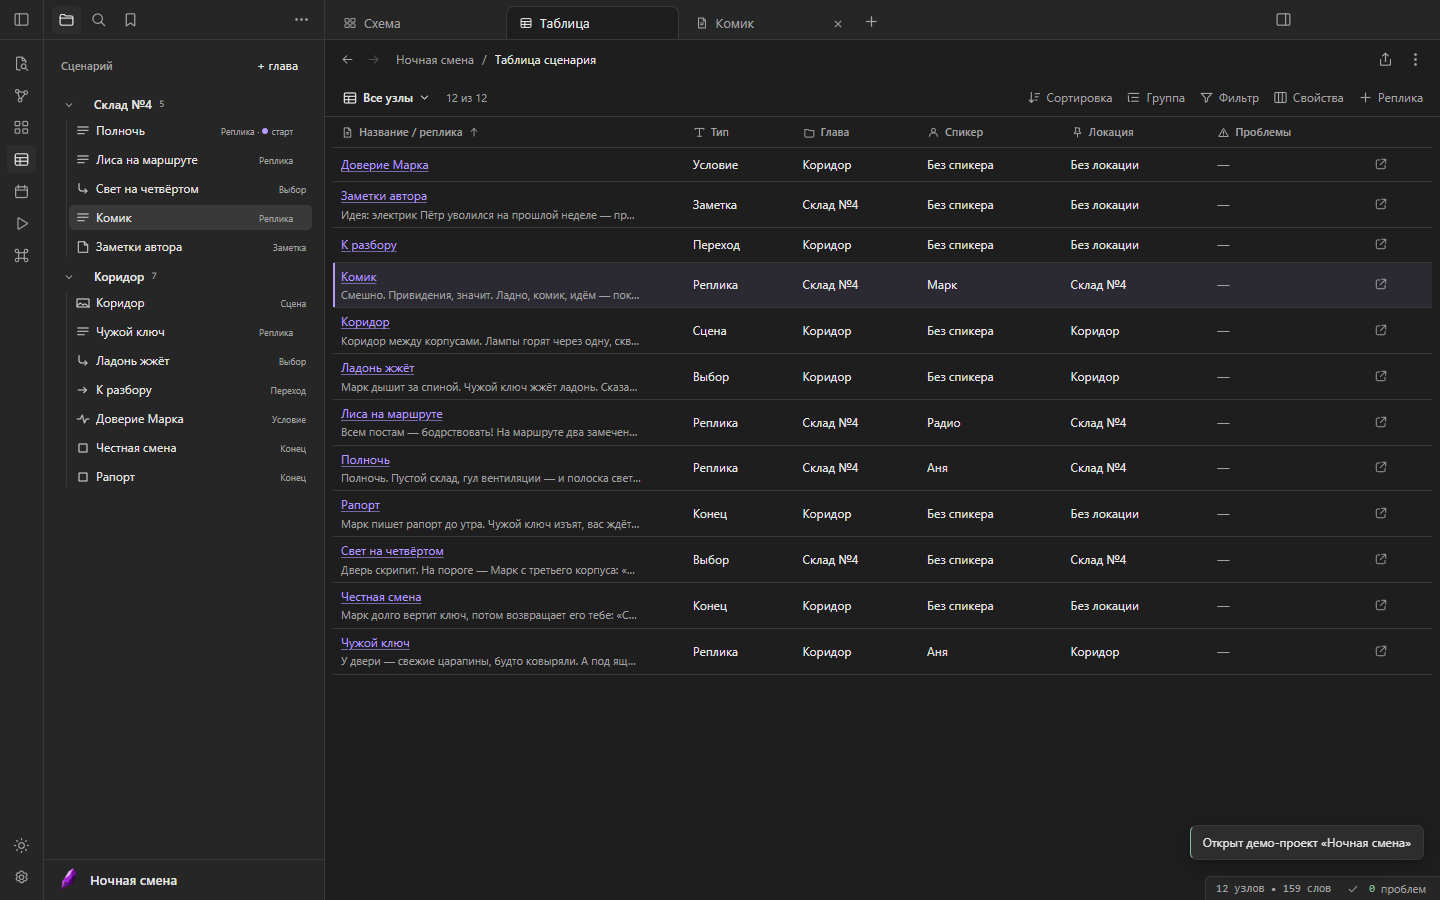 Схема
Таблица
Комик
Сценарий
+ глава
Склад №4 5
Полночь Реплика · старт
Лиса на маршруте Реплика
Свет на четвёртом Выбор
Комик Реплика
Заметки автора Заметка
Коридор 7
Коридор Сцена
Чужой ключ Реплика
Ладонь жжёт Выбор
К разбору Переход
Доверие Марка Условие
Честная смена Конец
Рапорт Конец
Ночная смена
Ночная смена / Таблица сценария
Все узлы 12 из 12
Сортировка Группа Фильтр Свойства + Реплика
Название / реплика ↑ Тип Глава Спикер Локация Проблемы
Доверие Марка Условие Коридор Без спикера Без локации —
Заметки автора
Идея: электрик Пётр уволился на прошлой неделе — пр...
Заметка Склад №4 Без спикера Без локации —
К разбору Переход Коридор Без спикера Без локации —
Комик
Смешно. Привидения, значит. Ладно, комик, идём — пок...
Реплика Склад №4 Марк Склад №4 —
Коридор
Коридор между корпусами. Лампы горят через одну, скв...
Сцена Коридор Без спикера Коридор —
Ладонь жжёт
Марк дышит за спиной. Чужой ключ жжёт ладонь. Сказа...
Выбор Коридор Без спикера Коридор —
Лиса на маршруте
Всем постам — бодрствовать! На маршруте два замечен...
Реплика Склад №4 Радио Склад №4 —
Полночь
Полночь. Пустой склад, гул вентиляции — и полоска свет...
Реплика Склад №4 Аня Склад №4 —
Рапорт
Марк пишет рапорт до утра. Чужой ключ изъят, вас ждёт...
Конец Коридор Без спикера Без локации —
Свет на четвёртом
Дверь скрипит. На пороге — Марк с третьего корпуса: «...
Выбор Склад №4 Без спикера Склад №4 —
Честная смена
Марк долго вертит ключ, потом возвращает его тебе: «С...
Конец Коридор Без спикера Без локации —
Чужой ключ
У двери — свежие царапины, будто ковыряли. А под ящ...
Реплика Коридор Аня Коридор —
Открыт демо-проект «Ночная смена»
12 узлов • 159 слов ✓ 0 проблем